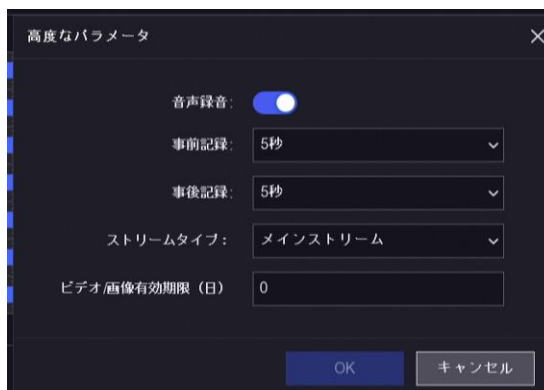 高度なパラメータ
音声録音:
事前記録: 5秒
事後記録: 5秒
ストリームタイプ: メインストリーム
ビデオ/画像有効期限（日） 0
OK キャンセル